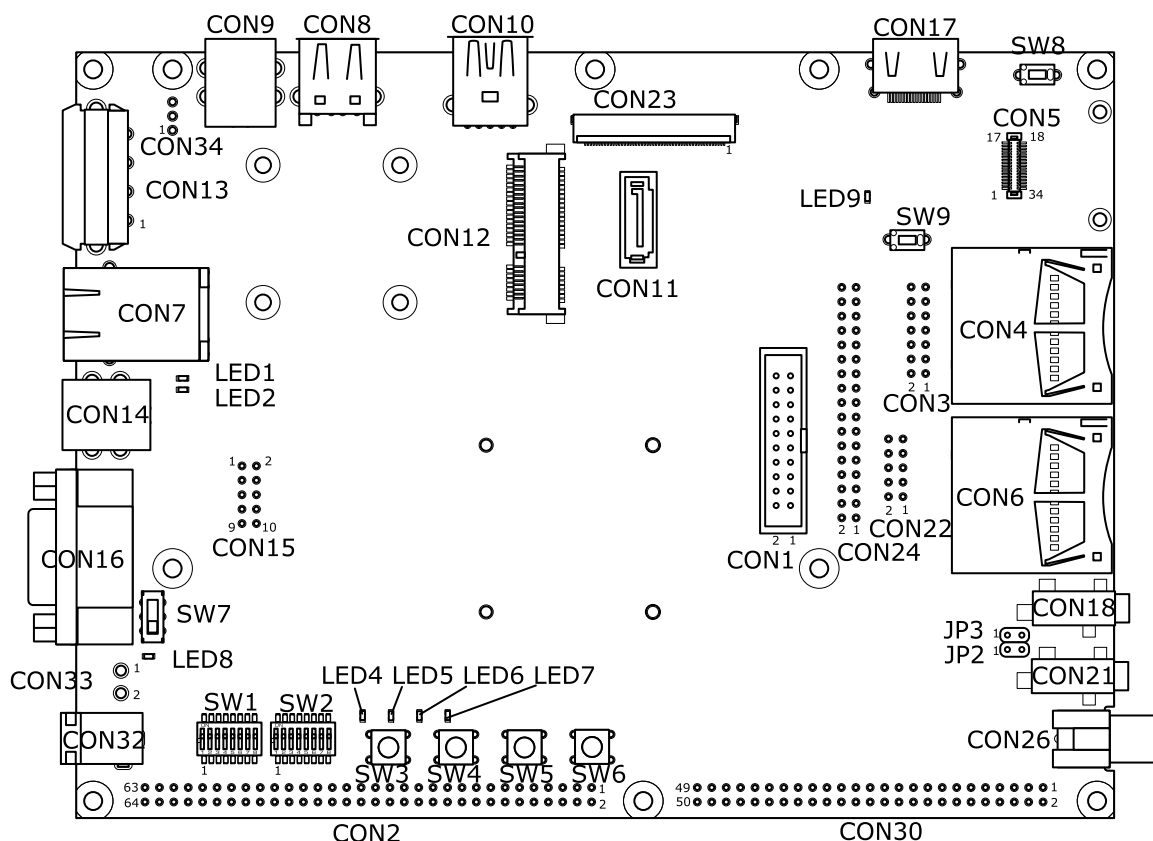 CON9 CON8 CON10 CON17
SW8
CON23
CON5
17 18
1
CON34
1
CON13
LED9
1 34
1
SW9
CON12
CON11
CON7
CON4
LED1
LED2
2 1
CON3
CON14
1 2
CON6
9 10
2 1
CON22
CON15
2 1
2 1
CON16
CON1
CON24
SW7
CON18
JP3 1
JP2 1
LED8
1
CON33
2
LED4 LED5 LED6 LED7
CON21
SW1 SW2
CON32
CON26
1 1
SW3 SW4 SW5 SW6
63 1
49 1
64 2
50 2
CON2
CON30